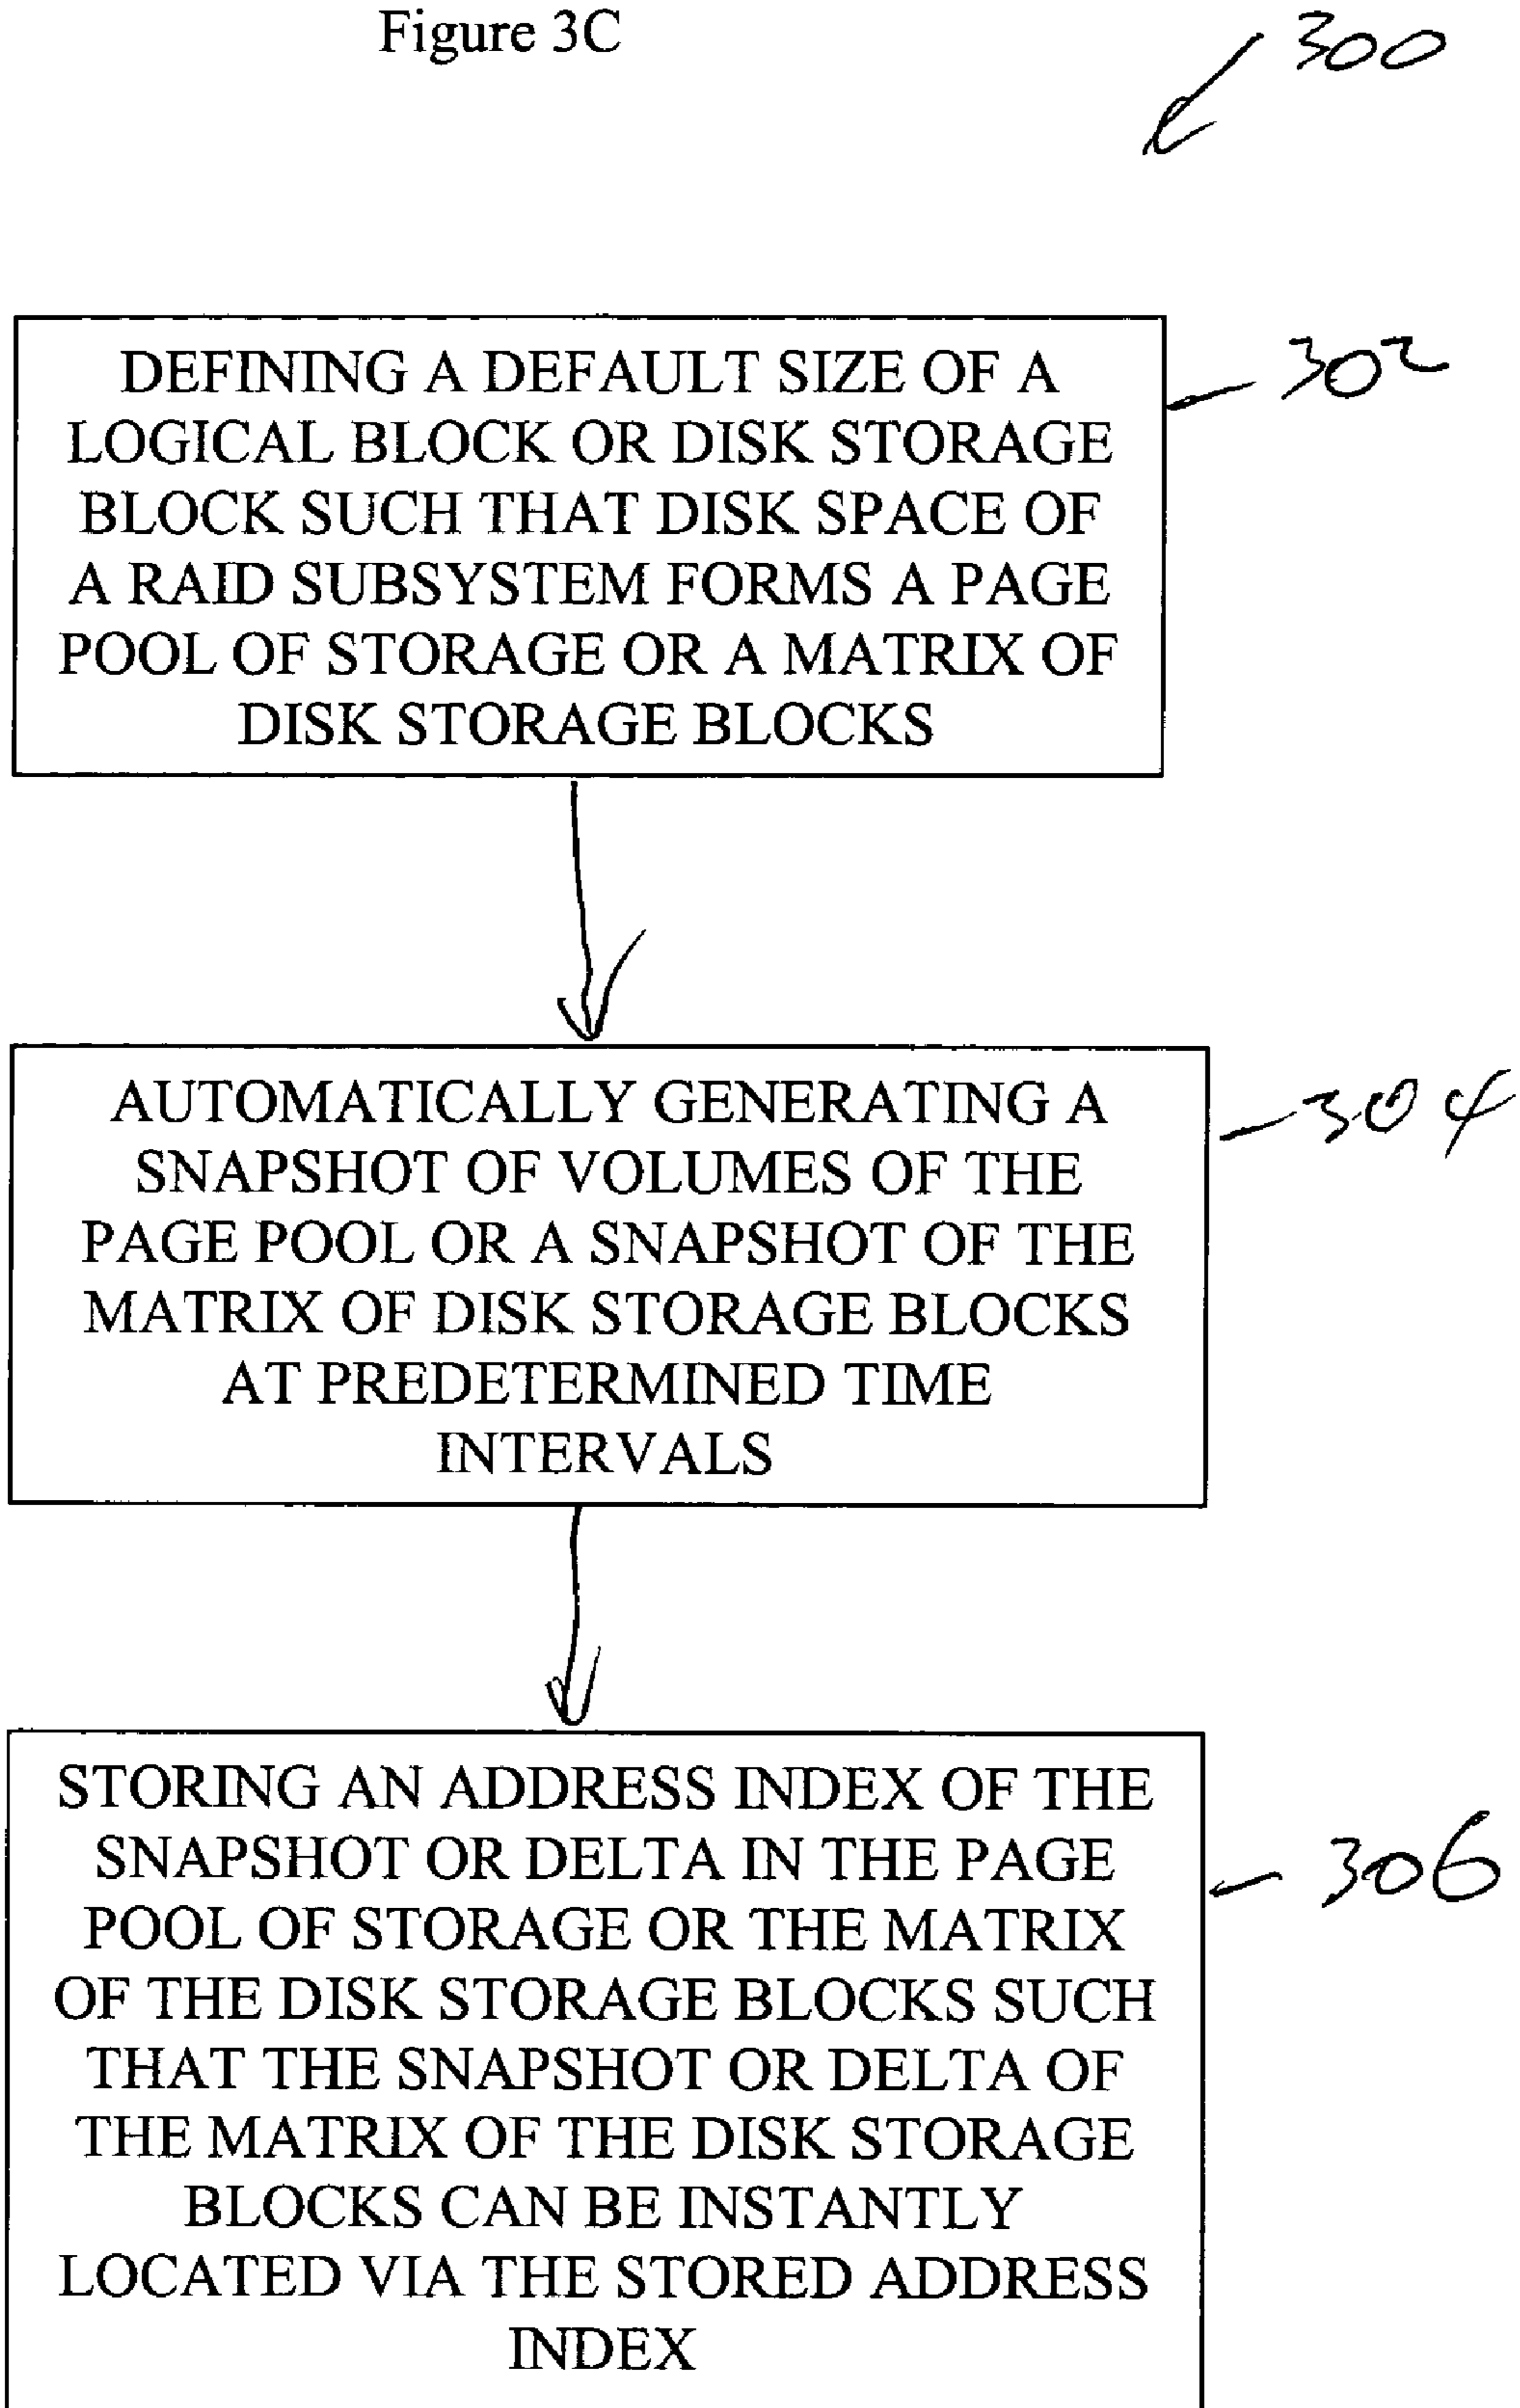 Figure 3C
300
DEFINING A DEFAULT SIZE OF A
LOGICAL BLOCK OR DISK STORAGE
BLOCK SUCH THAT DISK SPACE OF
A RAID SUBSYSTEM FORMS A PAGE
POOL OF STORAGE OR A MATRIX OF
DISK STORAGE BLOCKS
302
AUTOMATICALLY GENERATING A
SNAPSHOT OF VOLUMES OF THE
PAGE POOL OR A SNAPSHOT OF THE
MATRIX OF DISK STORAGE BLOCKS
AT PREDETERMINED TIME
INTERVALS
304
STORING AN ADDRESS INDEX OF THE
SNAPSHOT OR DELTA IN THE PAGE
POOL OF STORAGE OR THE MATRIX
OF THE DISK STORAGE BLOCKS SUCH
THAT THE SNAPSHOT OR DELTA OF
THE MATRIX OF THE DISK STORAGE
BLOCKS CAN BE INSTANTLY
LOCATED VIA THE STORED ADDRESS
INDEX
306